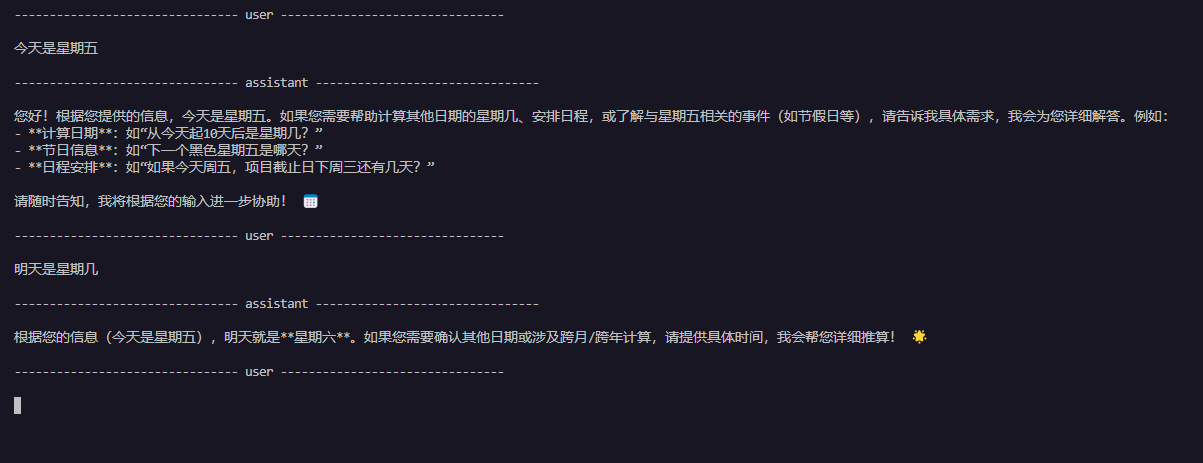 -------------------------------- user --------------------------------
今天是星期五
-------------------------------- assistant --------------------------------
您好！根据您提供的信息，今天是星期五。如果您需要帮助计算其他日期的星期几、安排日程，或了解与星期五相关的事件（如节假日等），请告诉我具体需求，我会为您详细解答。例如：
- **计算日期**：如“从今天起10天后是星期几？”
- **节日信息**：如“下一个黑色星期五是哪天？”
- **日程安排**：如“如果今天周五，项目截止日下周三还有几天？”
请随时告知，我将根据您的输入进一步协助！ 📅
-------------------------------- user --------------------------------
明天是星期几
-------------------------------- assistant --------------------------------
根据您的信息（今天是星期五），明天就是**星期六**。如果您需要确认其他日期或涉及跨月/跨年计算，请提供具体时间，我会帮您详细推算！ 🌟
-------------------------------- user --------------------------------